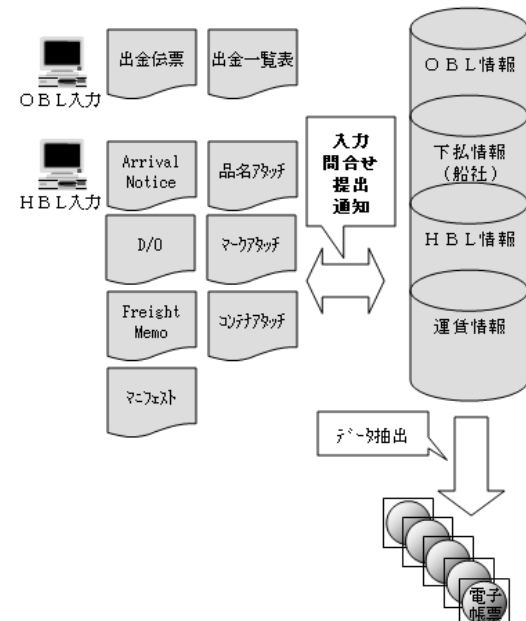 出金伝票
出金一覧表
ＯＢＬ入力
ＯＢＬ情報
入力
問合せ
提出
通知
下払情報
(船社)
Arrival
Notice
品名ｱﾀｯﾁ
ＨＢＬ入力
ＨＢＬ情報
D/O
ﾏｰｸｱﾀｯﾁ
Freight
Memo
ｺﾝﾃﾅｱﾀｯﾁ
運賃情報
ﾏﾆﾌｪｽﾄ
ﾃﾞｰﾀ抽出
電子
帳票